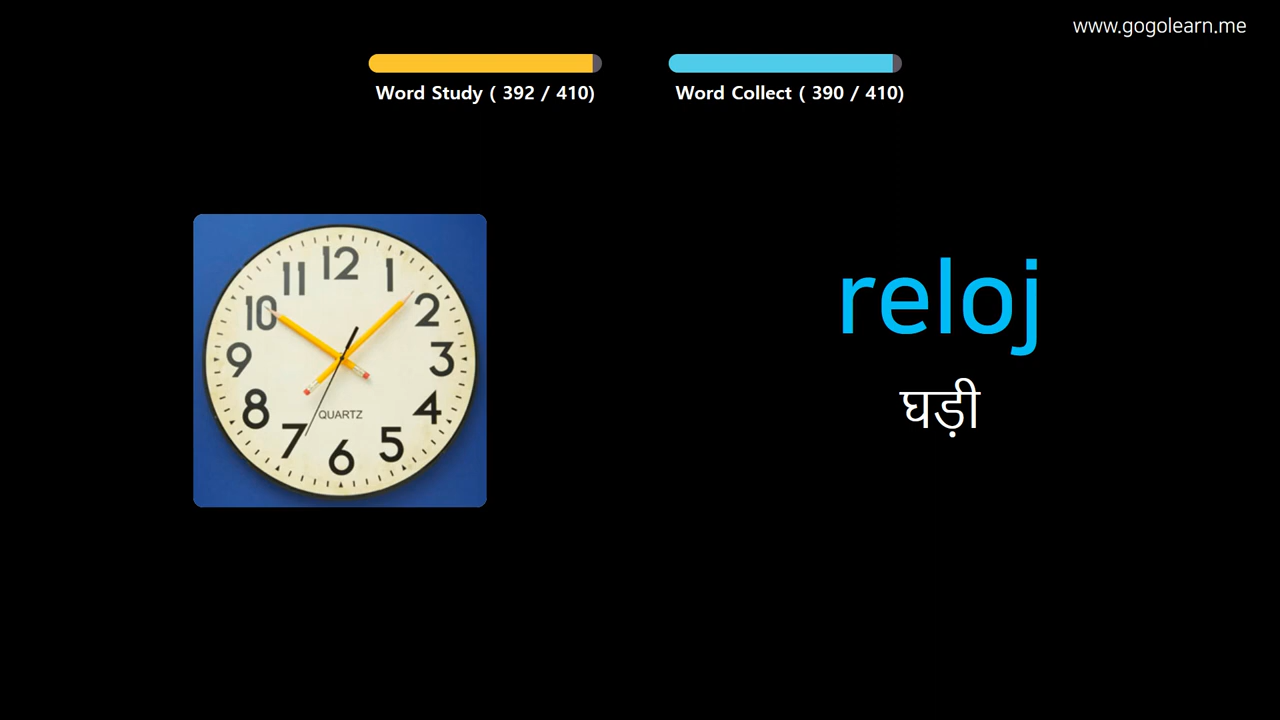 www.gogolearn.me
Word Study ( 392 / 410)
Word Collect ( 390 / 410)
12
11
1
10
2
9
3
8
4
QUARTZ
7
5
6
reloj
घड़ी